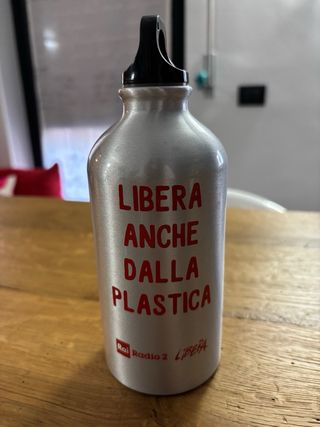 LIBERA
ANCHE
DALLA
PLASTICA
Rai Radio 2 LIBERA